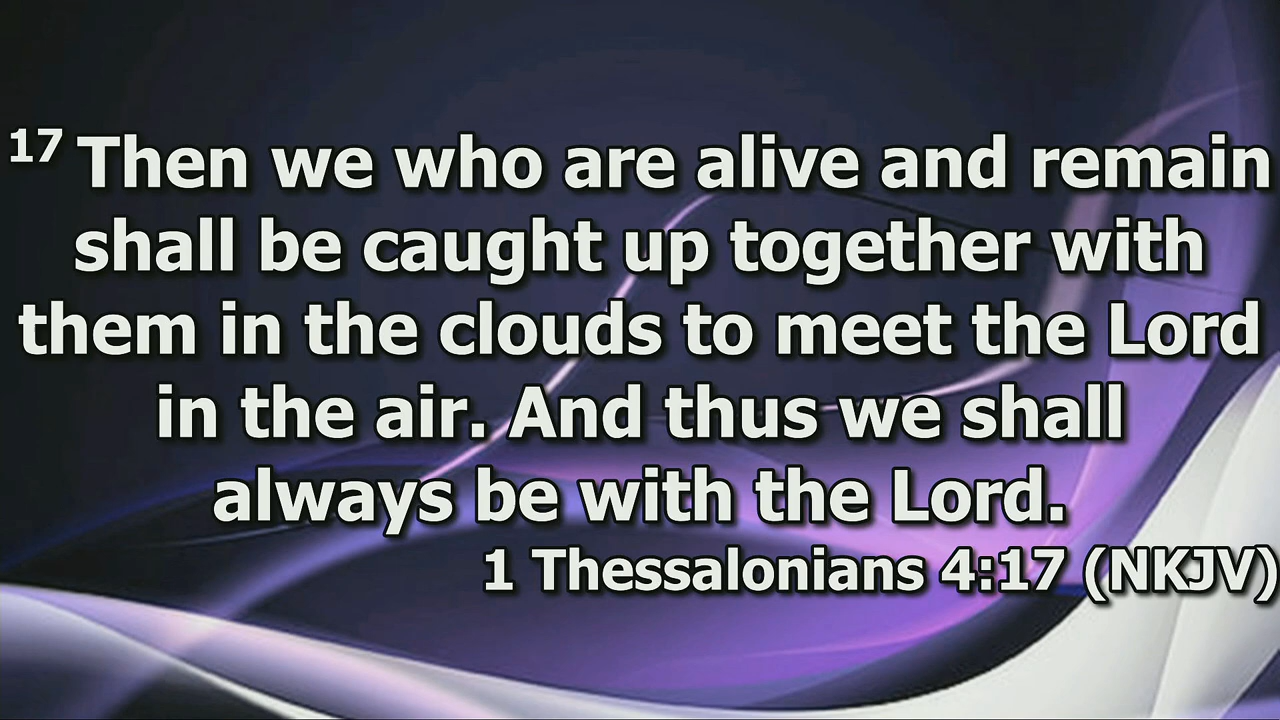 17 Then we who are alive and remain
shall be caught up together with
them in the clouds to meet the Lord
in the air. And thus we shall
always be with the Lord.
1 Thessalonians 4:17 (NKJV)